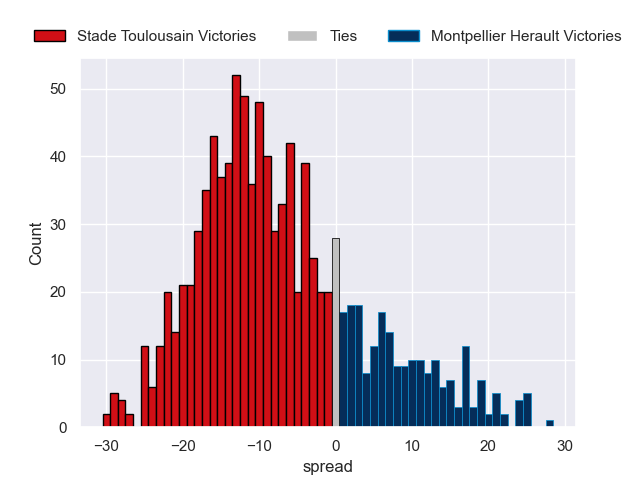 Stade Toulousain Victories Ties Montpellier Herault Victories
50
40
30
20
10
0
Count
−30 −20 −10 0 10 20 30
spread